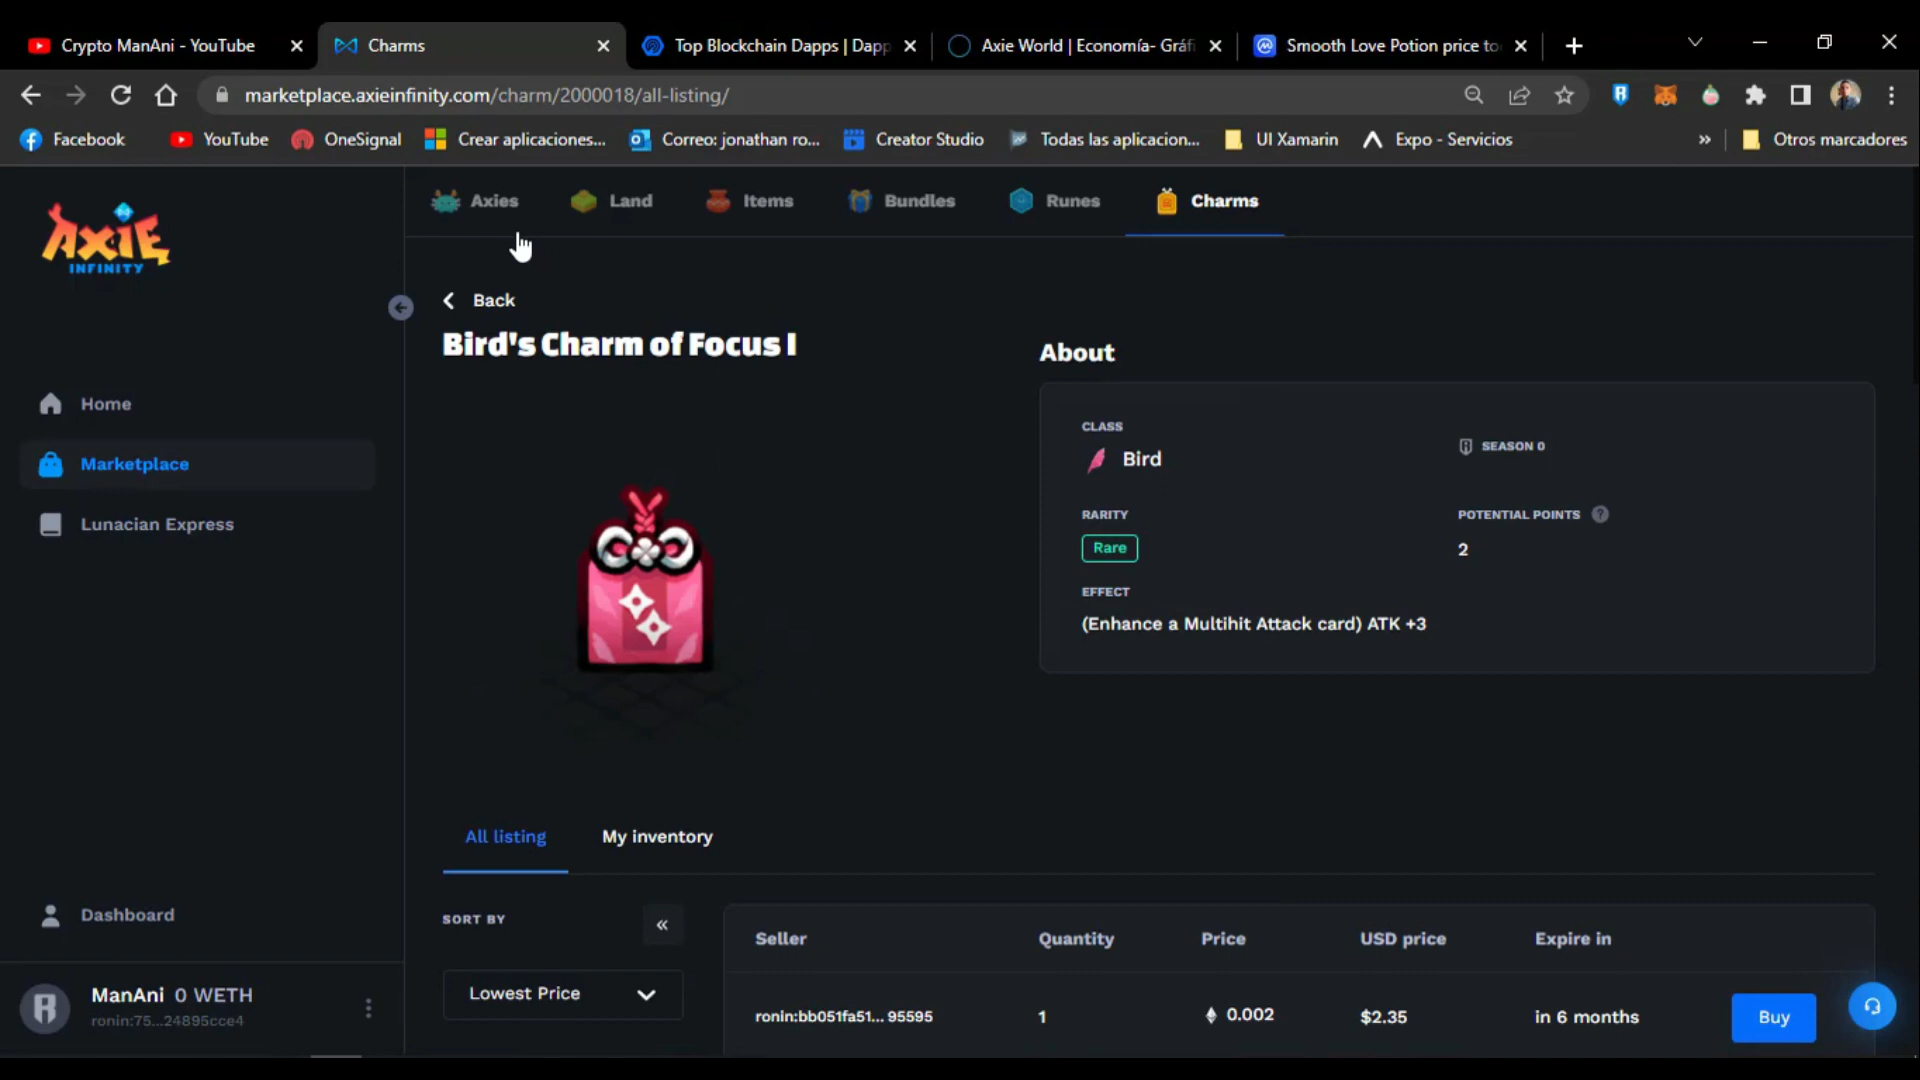 Crypto ManAni - YouTube
Charms
Top Blockchain Dapps | Dapp
Axie World | Economía- Gráfi
Smooth Love Potion price to
marketplace.axieinfinity.com/charm/2000018/all-listing/
Facebook
YouTube
OneSignal
Crear aplicaciones...
Correo: jonathan ro...
Creator Studio
Todas las aplicacion...
UI Xamarin
Expo - Servicios
»
Otros marcadores
AXIE
INFINITY
Axies
Land
Items
Bundles
Runes
Charms
Back
Bird's Charm of Focus I
About
CLASS
Bird
SEASON 0
RARITY
Rare
POTENTIAL POINTS ?
2
EFFECT
(Enhance a Multihit Attack card) ATK +3
Home
Marketplace
Lunacian Express
All listing
My inventory
Dashboard
SORT BY
«
Lowest Price
Seller
Quantity
Price
USD price
Expire in
ronin:bb051fa51... 95595
1
0.002
$2.35
in 6 months
Buy
ManAni 0 WETH
ronin:75...24895cce4